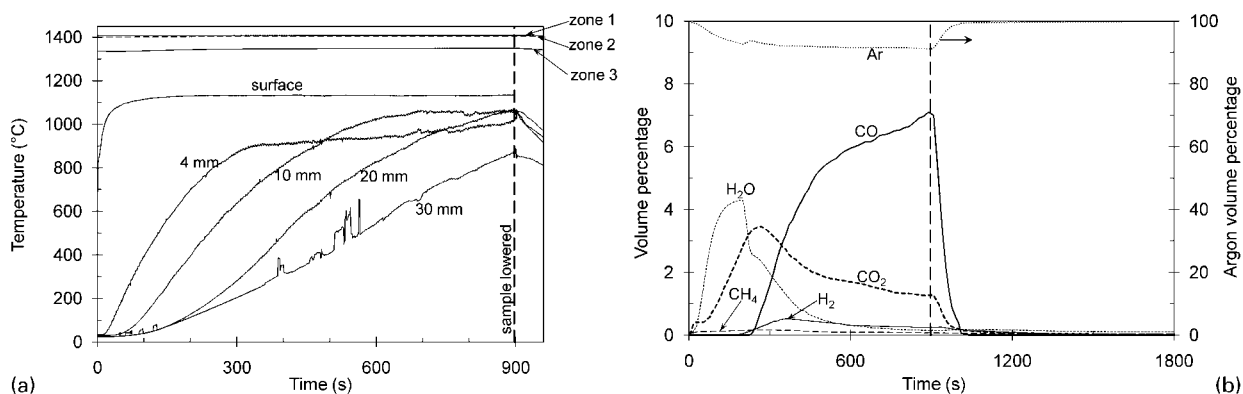 1400
1200
1000
800
600
400
200
0
Temperature (°C)
0 300 600 900
Time (s)
zone 1
zone 2
zone 3
surface
4 mm
10 mm
20 mm
30 mm
sample lowered
(a)
10
8
6
4
2
0
Volume percentage
100
80
60
40
20
0
Argon volume percentage
0 600 1200 1800
Time (s)
Ar
CO
H2O
CO2
CH4
H2
(b)